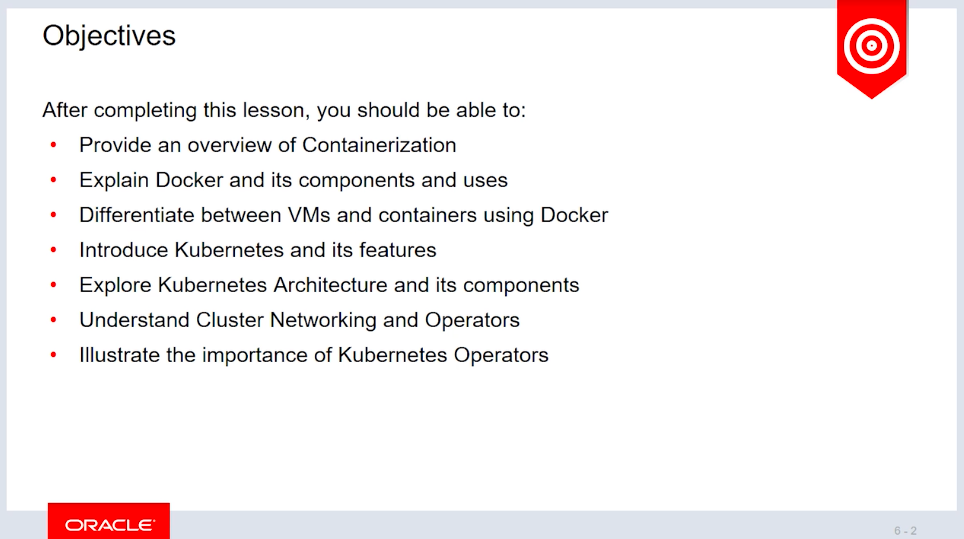 Objectives
After completing this lesson, you should be able to:
• Provide an overview of Containerization
• Explain Docker and its components and uses
• Differentiate between VMs and containers using Docker
• Introduce Kubernetes and its features
• Explore Kubernetes Architecture and its components
• Understand Cluster Networking and Operators
• Illustrate the importance of Kubernetes Operators
ORACLE
6 - 2